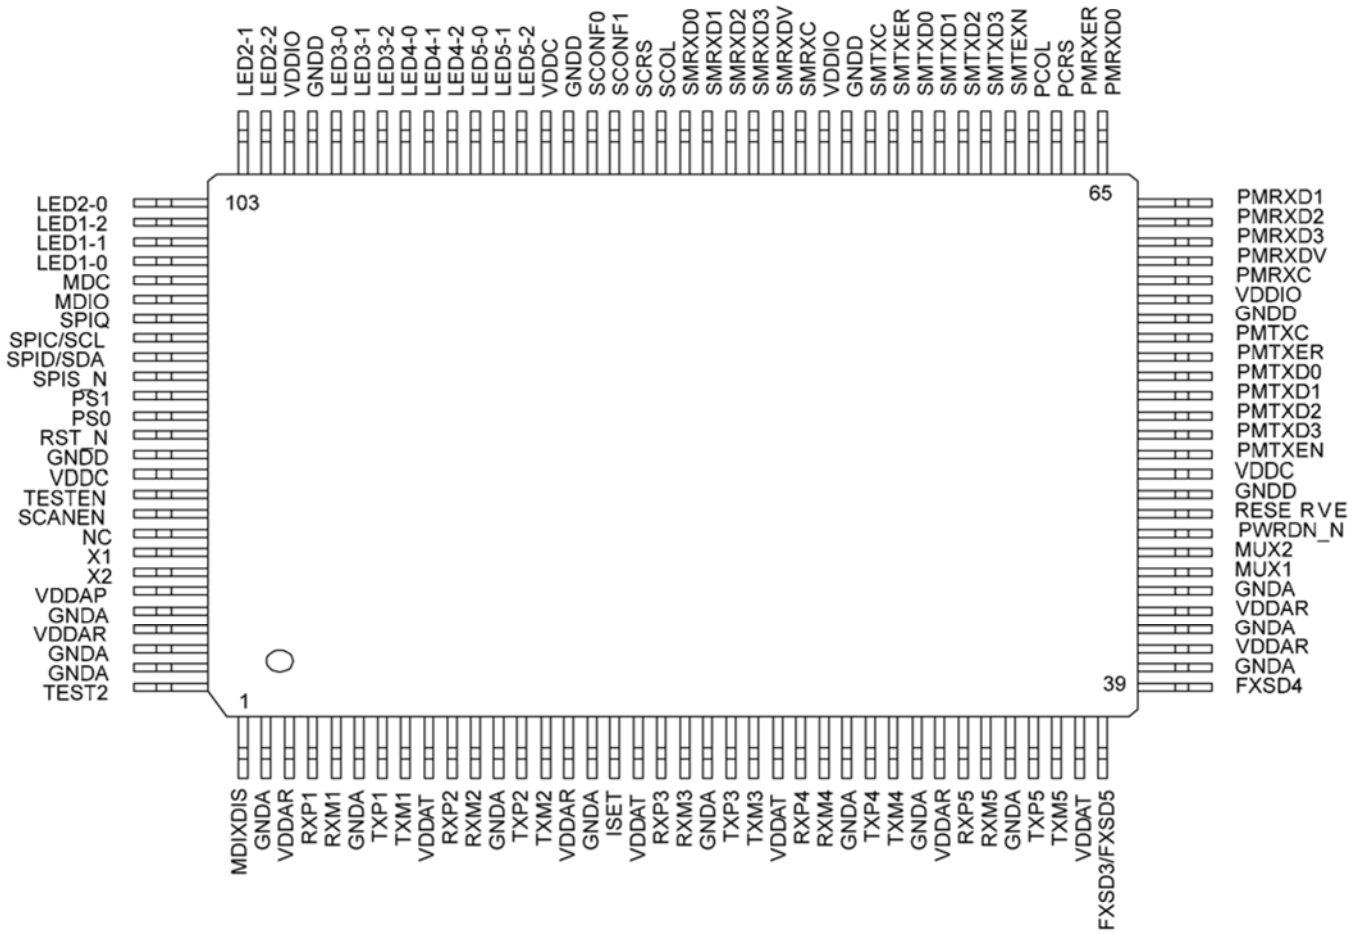 LED2-1
LED2-2
VDDIO
GNDD
LED3-0
LED3-1
LED3-2
LED4-0
LED4-1
LED4-2
LED5-0
LED5-1
LED5-2
VDDC
GNDD
SCONF0
SCONF1
SCRS
SCOL
SMRXD0
SMRXD1
SMRXD2
SMRXD3
SMRXDV
SMRXC
VDDIO
GNDD
SMTXC
SMTXER
SMTXD0
SMTXD1
SMTXD2
SMTXD3
SMTEXN
PCOL
PCRS
PMRXER
PMRXD0
103
65
LED2-0
LED1-2
LED1-1
LED1-0
MDC
MDIO
SPIQ
SPIC/SCL
SPID/SDA
SPIS_N
PS1
PS0
RST_N
GNDD
VDDC
TESTEN
SCANEN
NC
X1
X2
VDDAP
GNDA
VDDAR
GNDA
GNDA
TEST2
PMRXD1
PMRXD2
PMRXD3
PMRXDV
PMRXC
VDDIO
GNDD
PMTXC
PMTXER
PMTXD0
PMTXD1
PMTXD2
PMTXD3
PMTXEN
VDDC
GNDD
RESE RVE
PWRDN_N
MUX2
MUX1
GNDA
VDDAR
GNDA
VDDAR
GNDA
FXSD4
1
39
MDIXDIS
GNDA
VDDAR
RXP1
RXM1
GNDA
TXP1
TXM1
VDDAT
RXP2
RXM2
GNDA
TXP2
TXM2
VDDAR
GNDA
ISET
VDDAT
RXP3
RXM3
GNDA
TXP3
TXM3
VDDAT
RXP4
RXM4
GNDA
TXP4
TXM4
GNDA
VDDAR
RXP5
RXM5
GNDA
TXP5
TXM5
VDDAT
FXSD3/FXSD5